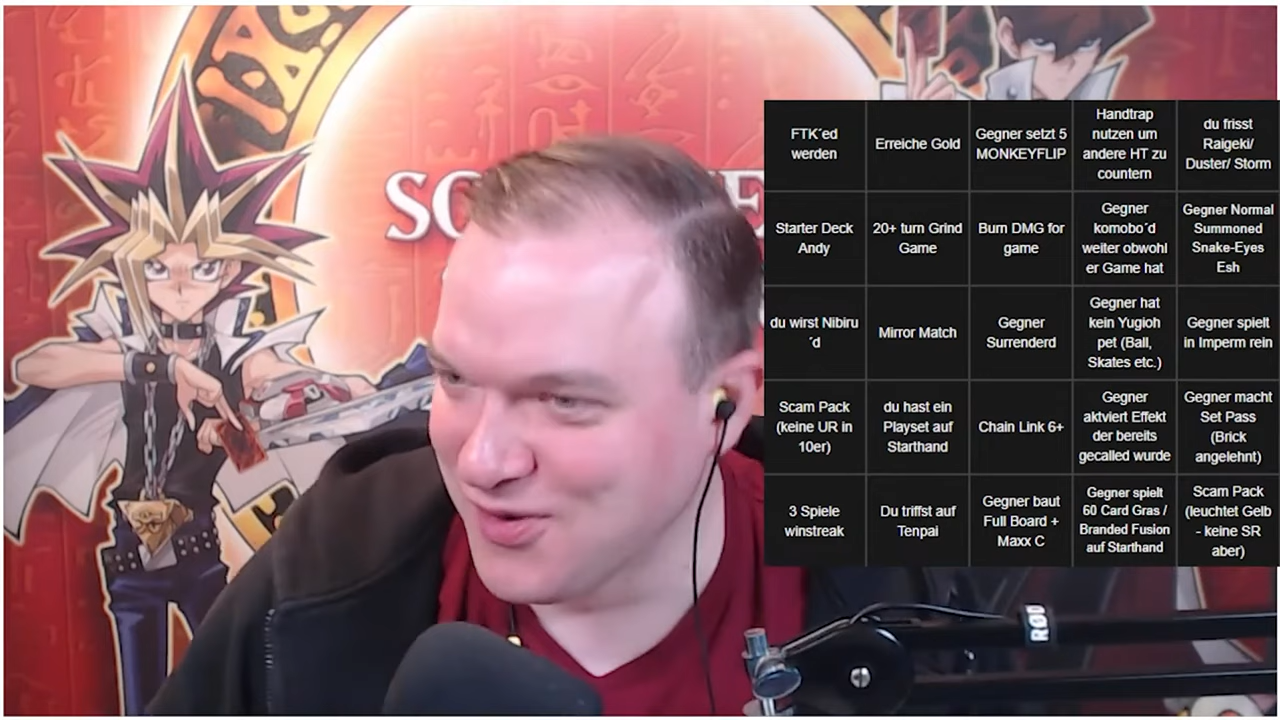 SO
E
FTK´ed
werden
Erreiche Gold
Gegner setzt 5
MONKEYFLIP
Handtrap
nutzen um
andere HT zu
countern
du frisst
Raigeki/
Duster/ Storm
Starter Deck
Andy
20+ turn Grind
Game
Burn DMG for
game
Gegner
komobo´d
weiter obwohl
er Game hat
Gegner Normal
Summoned
Snake-Eyes
Esh
du wirst Nibiru
´d
Mirror Match
Gegner
Surrenderd
Gegner hat
kein Yugioh
pet (Ball,
Skates etc.)
Gegner spielt
in Imperm rein
Scam Pack
(keine UR in
10er)
du hast ein
Playset auf
Starthand
Chain Link 6+
Gegner
aktviert Effekt
der bereits
gecalled wurde
Gegner macht
Set Pass
(Brick
angelehnt)
3 Spiele
winstreak
Du triffst auf
Tenpai
Gegner baut
Full Board +
Maxx C
Gegner spielt
60 Card Gras /
Branded Fusion
auf Starthand
Scam Pack
(leuchtet Gelb
- keine SR
aber)
RØD